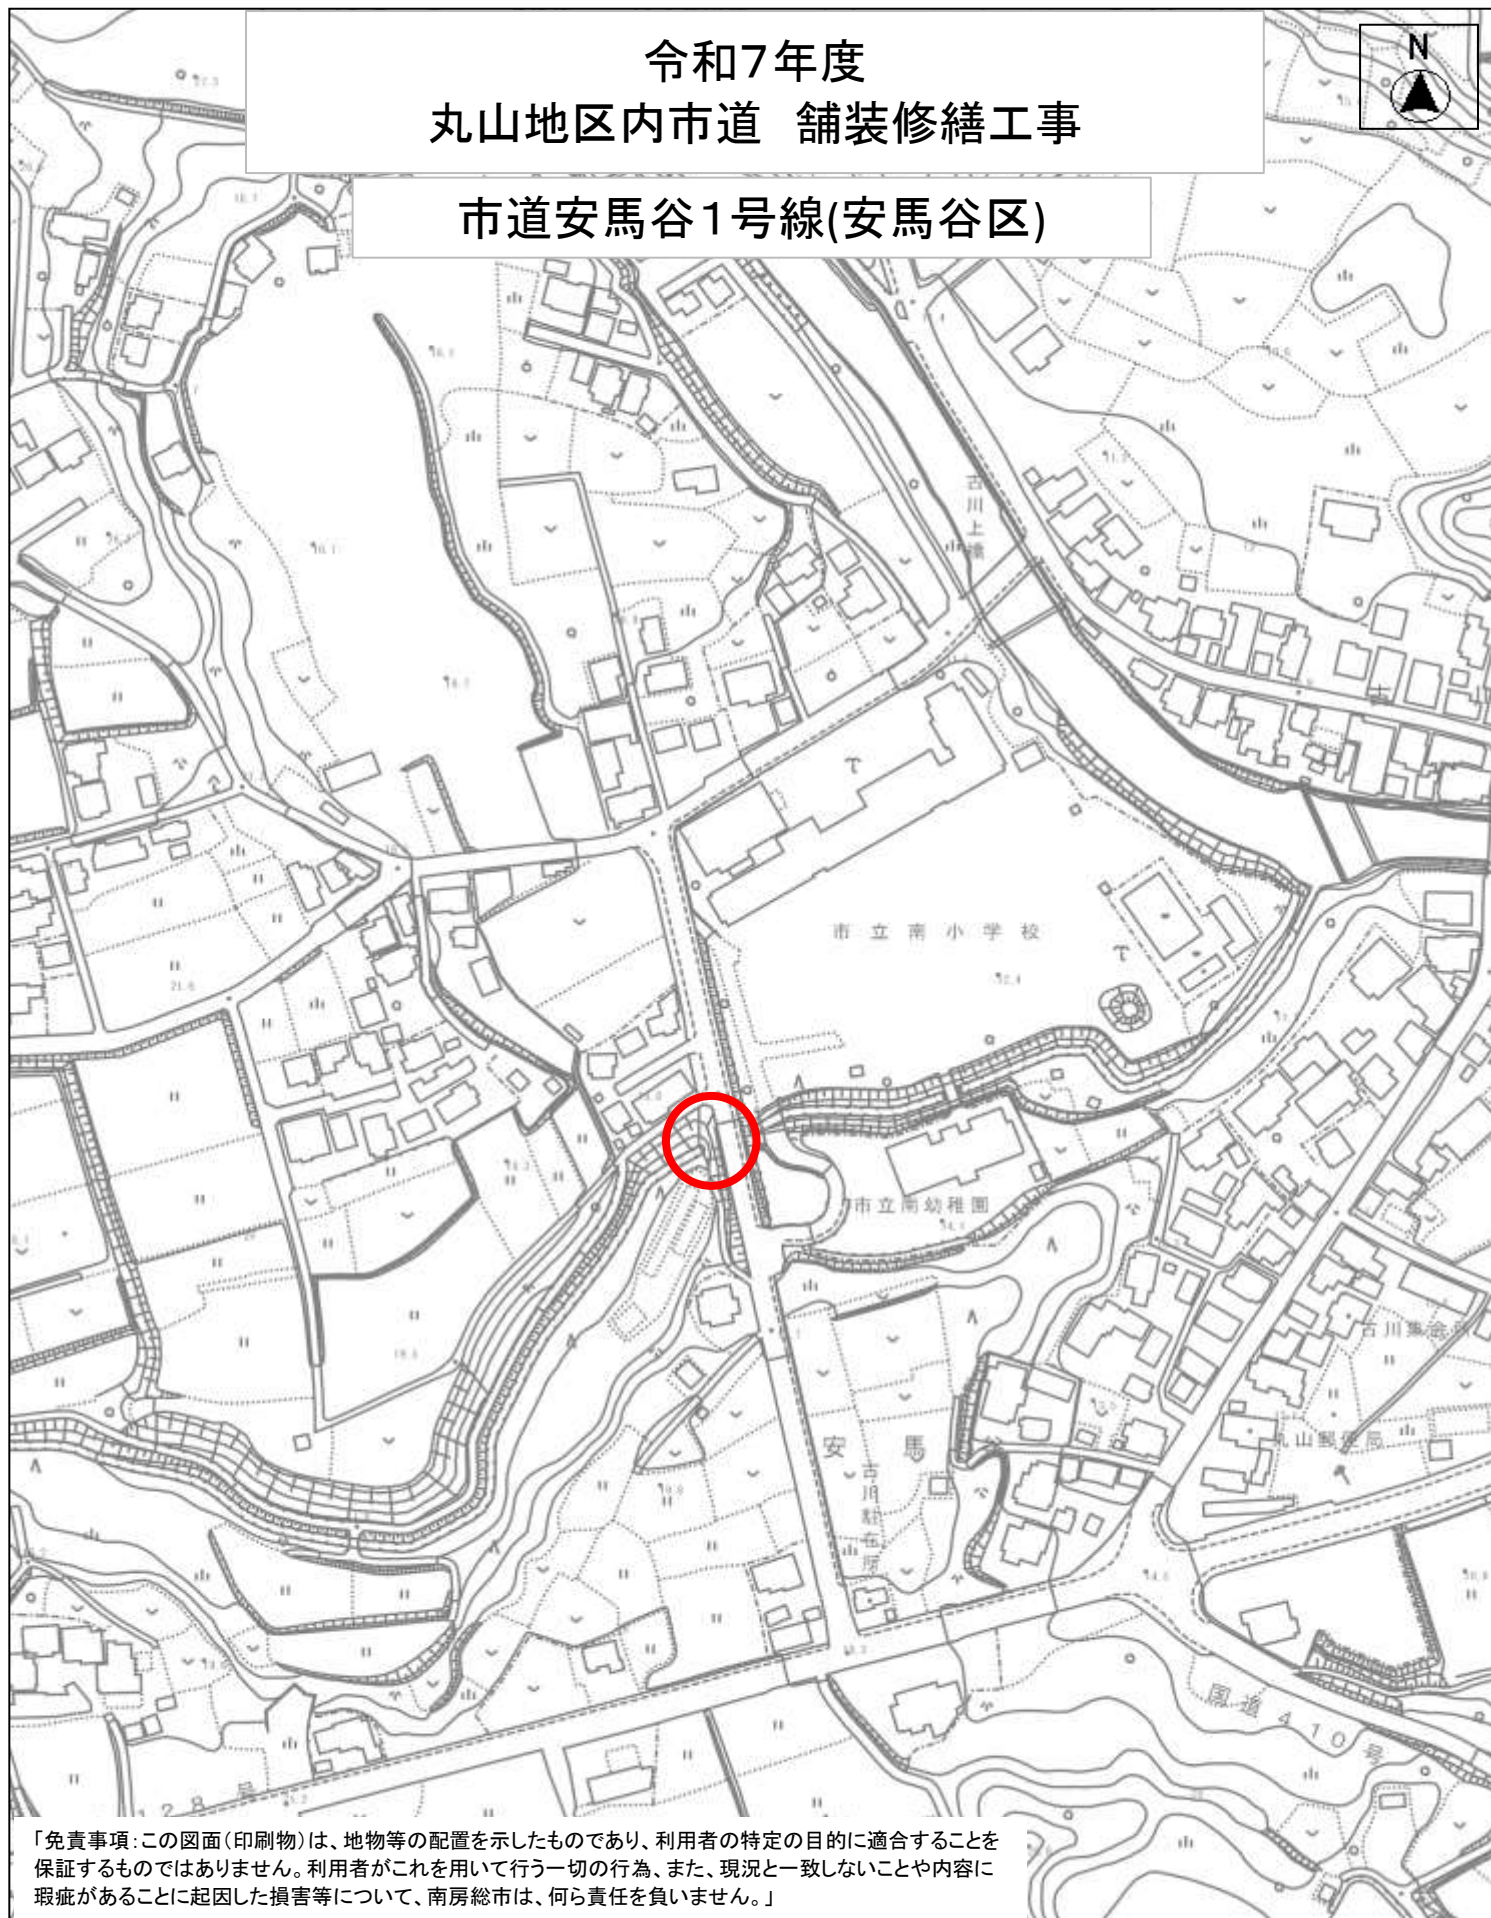 令和7年度
丸山地区内市道　舗装修繕工事
N
市道安馬谷1号線(安馬谷区)
古川上橋
市立南小学校
市立南幼稚園
古川集会所
丸山郵便局
安馬
古川駐在所
国道410号
128号
21.6
「免責事項：この図面（印刷物）は、地物等の配置を示したものであり、利用者の特定の目的に適合することを
保証するものではありません。利用者がこれを用いて行う一切の行為、また、現況と一致しないことや内容に
瑕疵があることに起因した損害等について、南房総市は、何ら責任を負いません。」